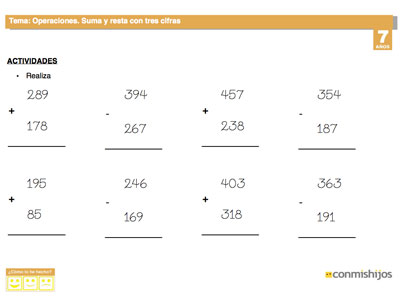 Tema: Operaciones. Suma y resta con tres cifras
7
AÑOS
ACTIVIDADES
• Realiza
289 394 457 354
+ - + -
178 267 238 187
195 246 403 363
+ - + -
85 169 318 191
¿Cómo lo he hecho?
conmishijos